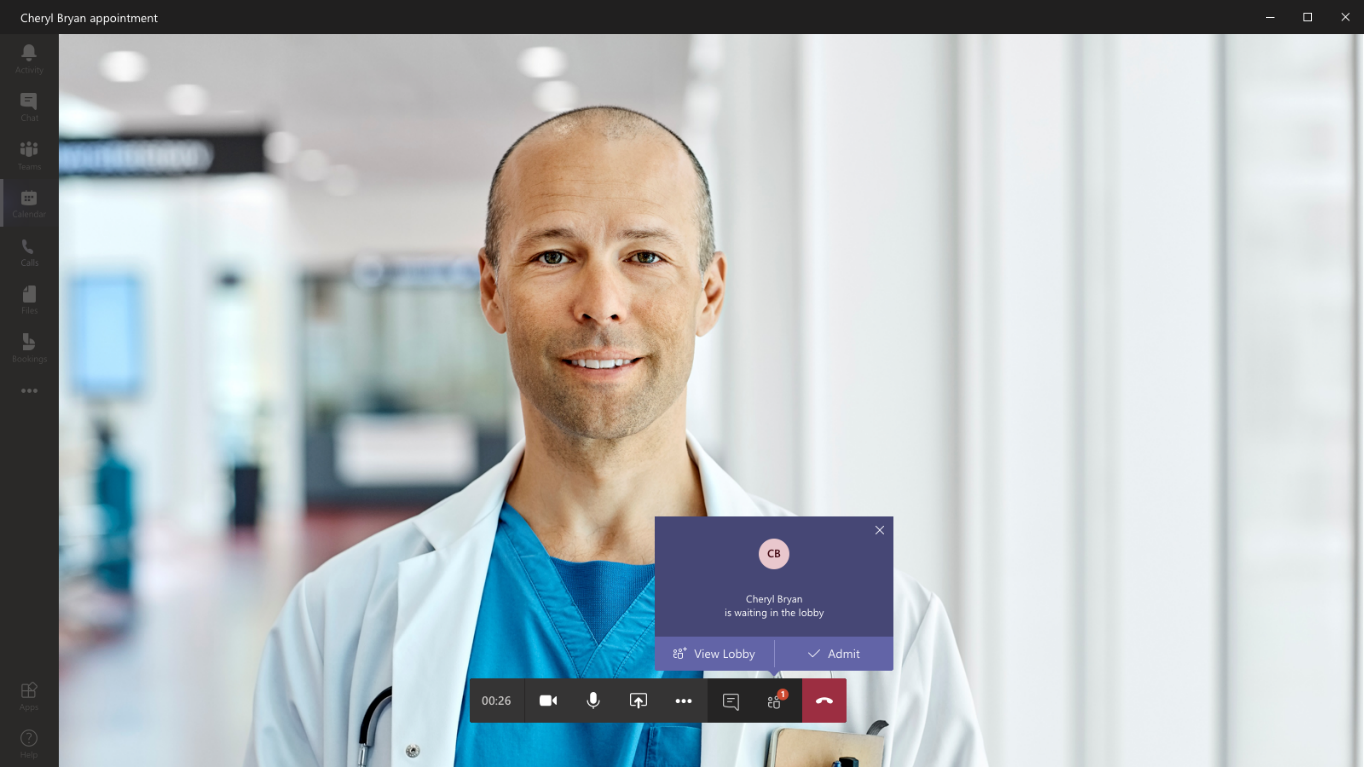 Cheryl Bryan appointment
Activity
Chat
Teams
Calendar
Calls
Files
Bookings
Apps
Help
CB
Cheryl Bryan
is waiting in the lobby
View Lobby
Admit
00:26
1